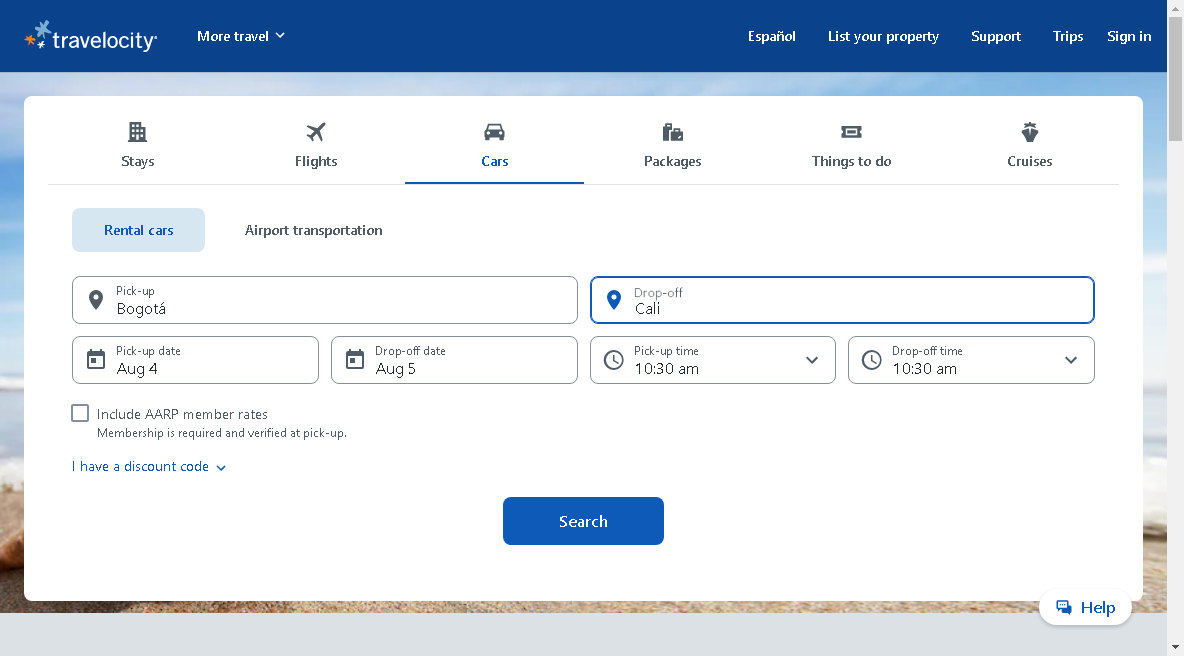 travelocity
More travel
Español
List your property
Support
Trips
Sign in
Stays
Flights
Cars
Packages
Things to do
Cruises
Rental cars
Airport transportation
Pick-up
Bogotá
Drop-off
Cali
Pick-up date
Aug 4
Drop-off date
Aug 5
Pick-up time
10:30 am
Drop-off time
10:30 am
Include AARP member rates
Membership is required and verified at pick-up.
I have a discount code
Search
Help